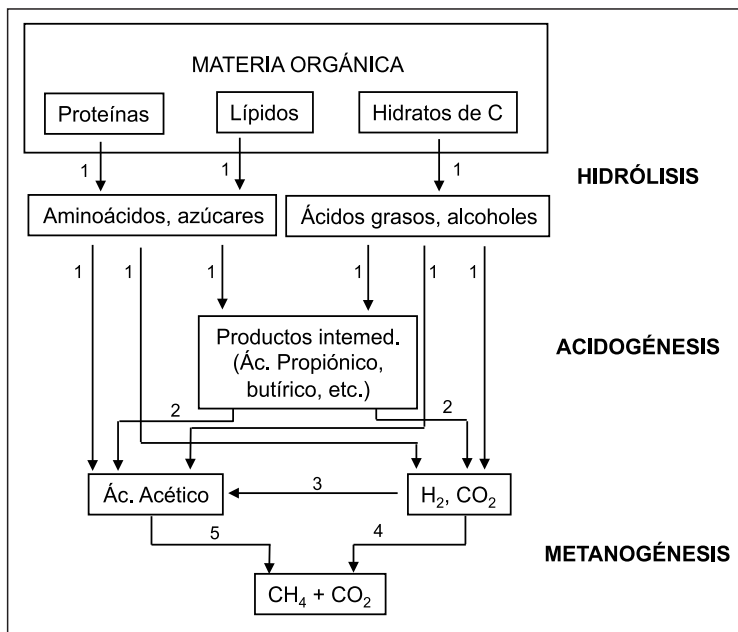 MATERIA ORGÁNICA
Proteínas
Lípidos
Hidratos de C
1
1
1
HIDRÓLISIS
Aminoácidos, azúcares
Ácidos grasos, alcoholes
1
1
1
1
1
1
Productos intemed.
(Ác. Propiónico,
butírico, etc.)
ACIDOGÉNESIS
2
2
Ác. Acético
3
H₂, CO₂
5
4
METANOGÉNESIS
CH₄ + CO₂